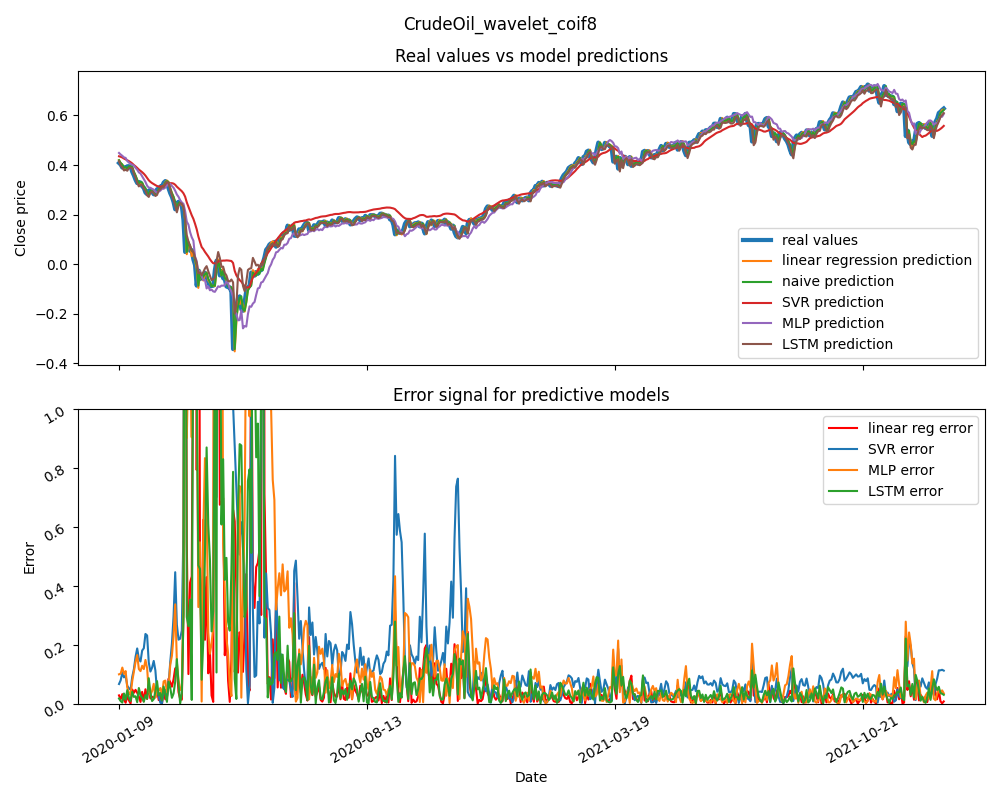 CrudeOil_wavelet_coif8
Real values vs model predictions
0.6
0.4
0.2
0.0
−0.2
−0.4
Close price
real values
linear regression prediction
naive prediction
SVR prediction
MLP prediction
LSTM prediction
Error signal for predictive models
1.0
0.8
0.6
0.4
0.2
0.0
Error
linear reg error
SVR error
MLP error
LSTM error
2020-01-09
2020-08-13
2021-03-19
2021-10-21
Date